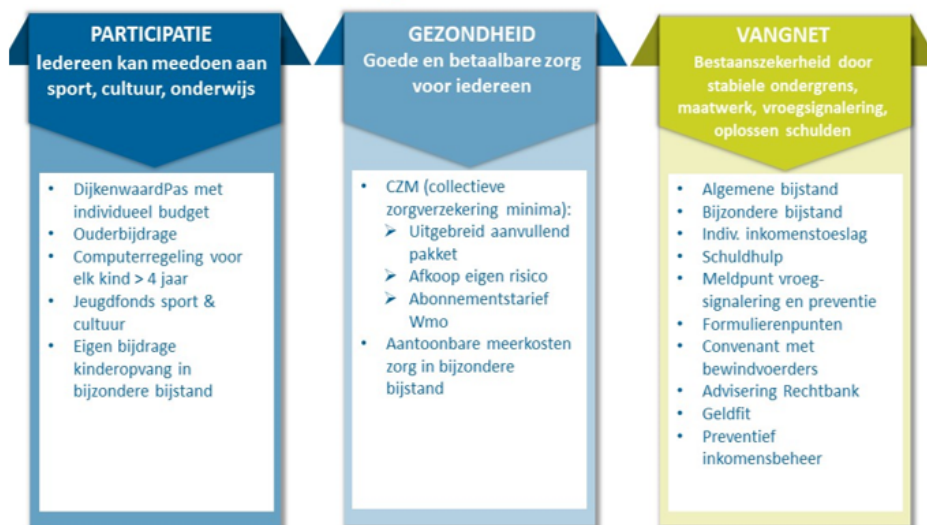 PARTICIPATIE
Iedereen kan meedoen aan
sport, cultuur, onderwijs
• DijkenwaardPas met
individueel budget
• Ouderbijdrage
• Computerregeling voor
elk kind > 4 jaar
• Jeugdfonds sport &
cultuur
• Eigen bijdrage
kinderopvang in
bijzondere bijstand
GEZONDHEID
Goede en betaalbare zorg
voor iedereen
• CZM (collectieve
zorgverzekering minima):
➢ Uitgebreid aanvullend
pakket
➢ Afkoop eigen risico
➢ Abonnementstarief
Wmo
• Aantoonbare meerkosten
zorg in bijzondere
bijstand
VANGNET
Bestaanszekerheid door
stabiele ondergrens,
maatwerk, vroegsignalering,
oplossen schulden
• Algemene bijstand
• Bijzondere bijstand
• Indiv. inkomenstoeslag
• Schuldhulp
• Meldpunt vroeg-
signalering en preventie
• Formulierenpunten
• Convenant met
bewindvoerders
• Advisering Rechtbank
• Geldfit
• Preventief
inkomensbeheer